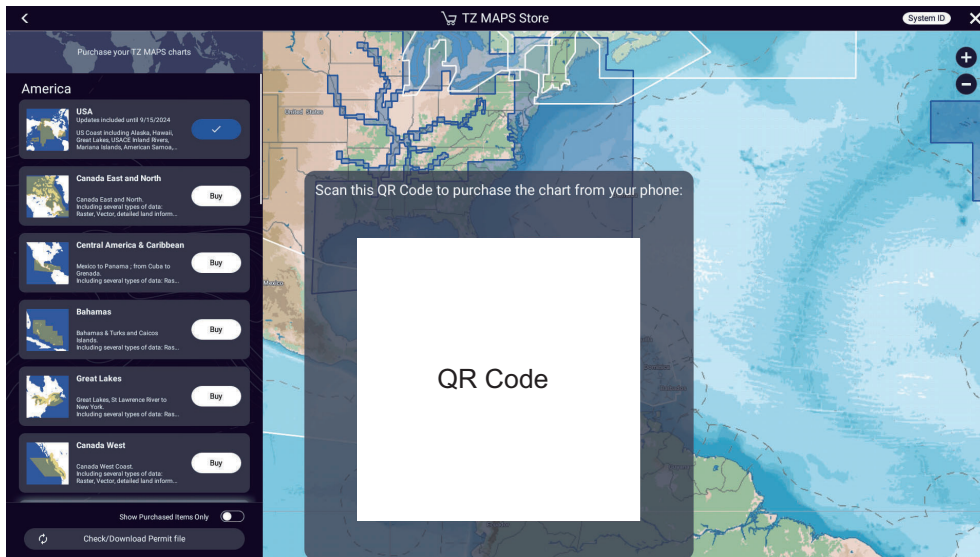 TZ MAPS Store
System ID
Purchase your TZ MAPS charts
America
USA
Updates included until 9/15/2024
US Coast including Alaska, Hawaii,
Great Lakes, USACE Inland Rivers,
Mariana Islands, American Samoa,...
Canada East and North
Canada East and North.
Including several types of data:
Raster, Vector, detailed land inform...
Buy
Central America & Caribbean
Mexico to Panama ; from Cuba to
Grenada.
Including several types of data: Ras...
Buy
Bahamas
Bahamas & Turks and Caicos
Islands.
Including several types of data: Ras...
Buy
Great Lakes
Great Lakes, St Lawrence River to
New York.
Including several types of data: Ras...
Buy
Canada West
Canada West Coast.
Including several types of data:
Raster, Vector, detailed land inform...
Buy
Show Purchased Items Only
Check/Download Permit file
United States
Mexico
Scan this QR Code to purchase the chart from your phone:
QR Code